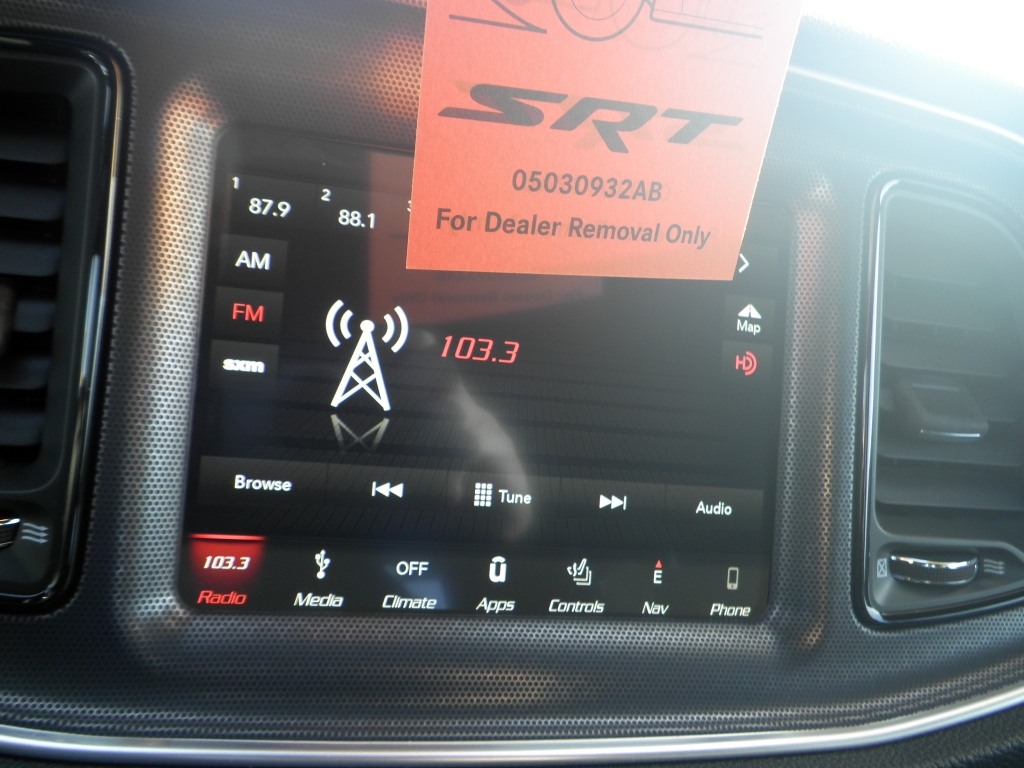 SRT
05030932AB
For Dealer Removal Only
1 87.9 2 88.1
AM
FM
sxm
103.3
Map
HD
Browse Tune Audio
103.3 OFF E
Radio Media Climate Apps Controls Nav Phone